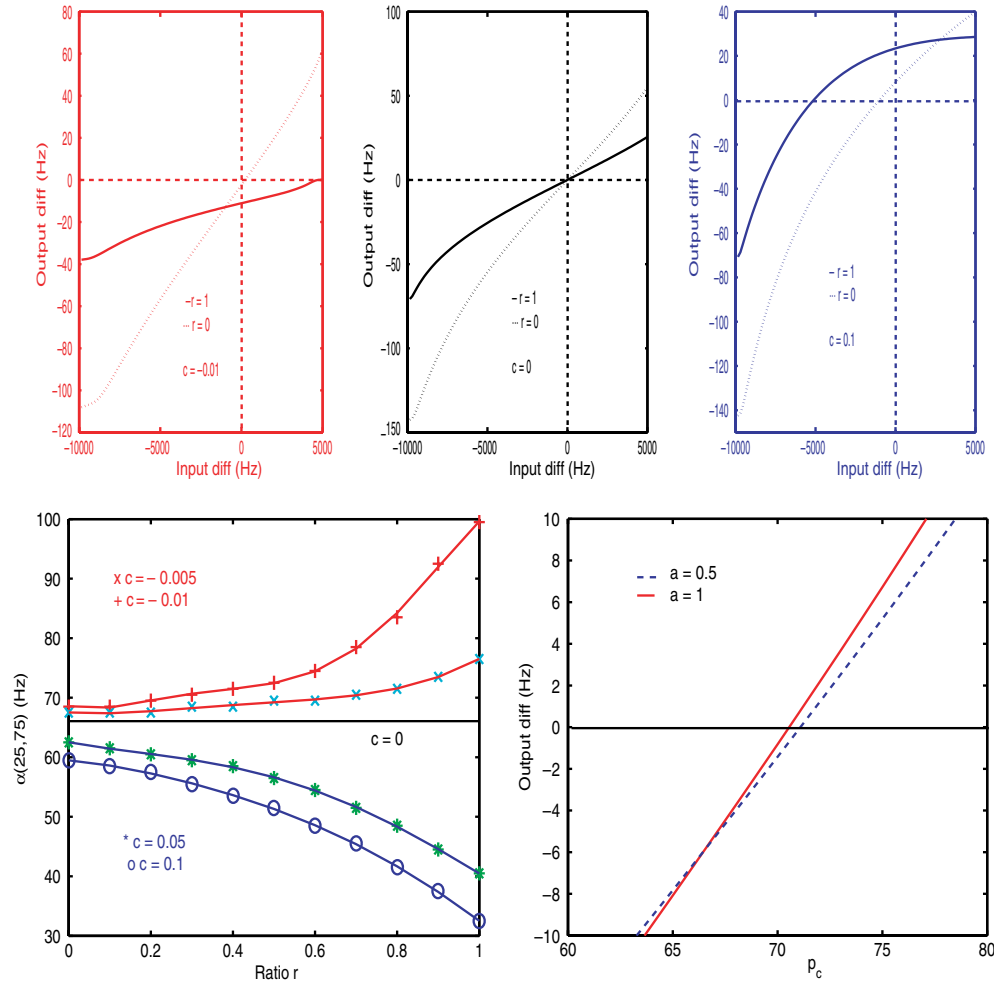 80
60
40
20
0
−20
−40
−60
−80
−100
−120
−10000 −5000 0 5000
Output diff (Hz)
Input diff (Hz)
– r = 1
··· r = 0
c = −0.01
100
50
0
−50
−100
−150
−10000 −5000 0 5000
Output diff (Hz)
Input diff (Hz)
– r = 1
··· r = 0
c = 0
40
20
0
−20
−40
−60
−80
−100
−120
−140
−10000 −5000 0 5000
Output diff (Hz)
Input diff (Hz)
– r = 1
··· r = 0
c = 0.1
100
90
80
70
60
50
40
30
0 0.2 0.4 0.6 0.8 1
α(25,75) (Hz)
Ratio r
x c = − 0.005
+ c = − 0.01
c = 0
* c = 0.05
o c = 0.1
10
8
6
4
2
0
−2
−4
−6
−8
−10
60 65 70 75 80
Output diff (Hz)
p_c
a = 0.5
a = 1